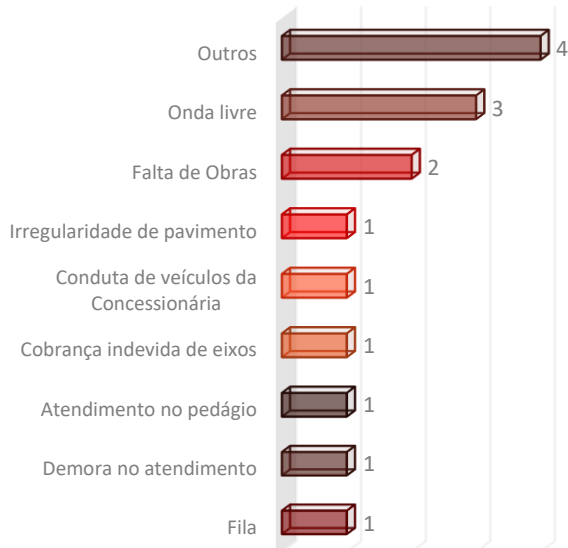 Outros 4
Onda livre 3
Falta de Obras 2
Irregularidade de pavimento 1
Conduta de veículos da
Concessionária 1
Cobrança indevida de eixos 1
Atendimento no pedágio 1
Demora no atendimento 1
Fila 1